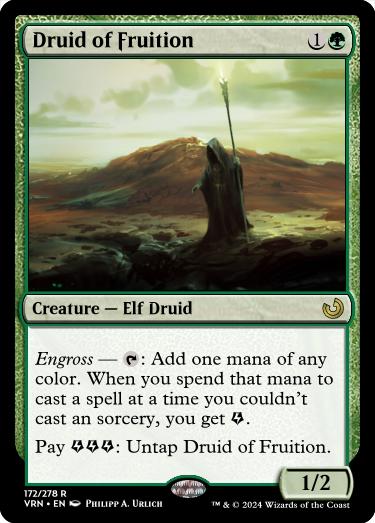 Druid of Fruition 1
Creature — Elf Druid
Engross — : Add one mana of any
color. When you spend that mana to
cast a spell at a time you couldn't
cast an sorcery, you get .
Pay : Untap Druid of Fruition.
1/2
172/278 R
VRN • EN Philipp A. Urlich
™ & © 2024 Wizards of the Coast